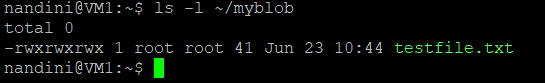 nandini@VM1:~$ ls -l ~/myblob
total 0
-rwxrwxrwx 1 root root 41 Jun 23 10:44 testfile.txt
nandini@VM1:~$